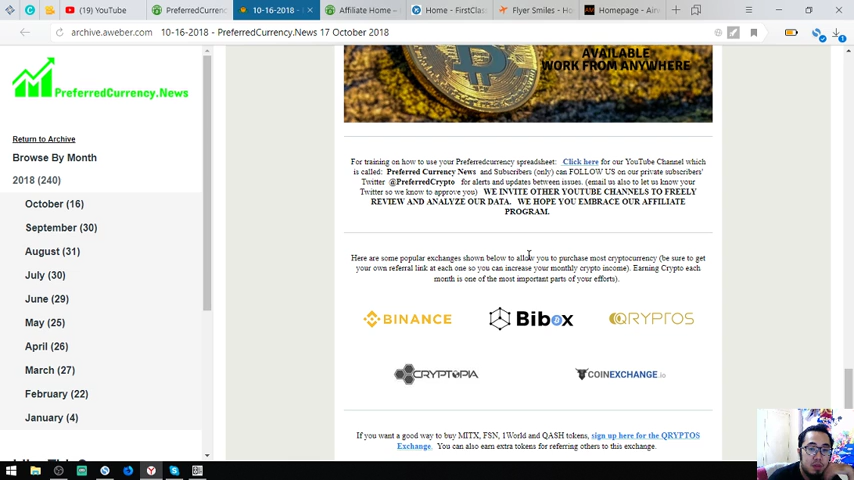 (19) YouTube
PreferredCurrenc
10-16-2018 -
Affiliate Home –
Home - FirstClass
Flyer Smiles - Ho
Homepage -
archive.aweber.com 10-16-2018 - PreferredCurrency.News 17 October 2018
PreferredCurrency.News
Return to Archive
Browse By Month
2018 (240)
October (16)
September (30)
August (31)
July (30)
June (29)
May (25)
April (26)
March (27)
February (22)
January (4)
AVAILABLE
WORK FROM ANYWHERE
For training on how to use your Preferredcurrency spreadsheet: Click here for our YouTube Channel which
is called: Preferred Currency News and Subscribers (only) can FOLLOW US on our private subscribers'
Twitter @PreferredCrypto for alerts and updates between issues. (email us also to let us know your
Twitter so we know to approve you) WE INVITE OTHER YOUTUBE CHANNELS TO FREELY
REVIEW AND ANALYZE OUR DATA. WE HOPE YOU EMBRACE OUR AFFILIATE
PROGRAM.
Here are some popular exchanges shown below to allow you to purchase most cryptocurrency (be sure to get
your own referral link at each one so you can increase your monthly crypto income). Earning Crypto each
month is one of the most important parts of your efforts).
BINANCE
Bibox
QRYPTOS
CRYPTOPIA
COINEXCHANGE.io
If you want a good way to buy MITX, FSN, 1World and QASH tokens, sign up here for the QRYPTOS
Exchange. You can also earn extra tokens for referring others to this exchange.